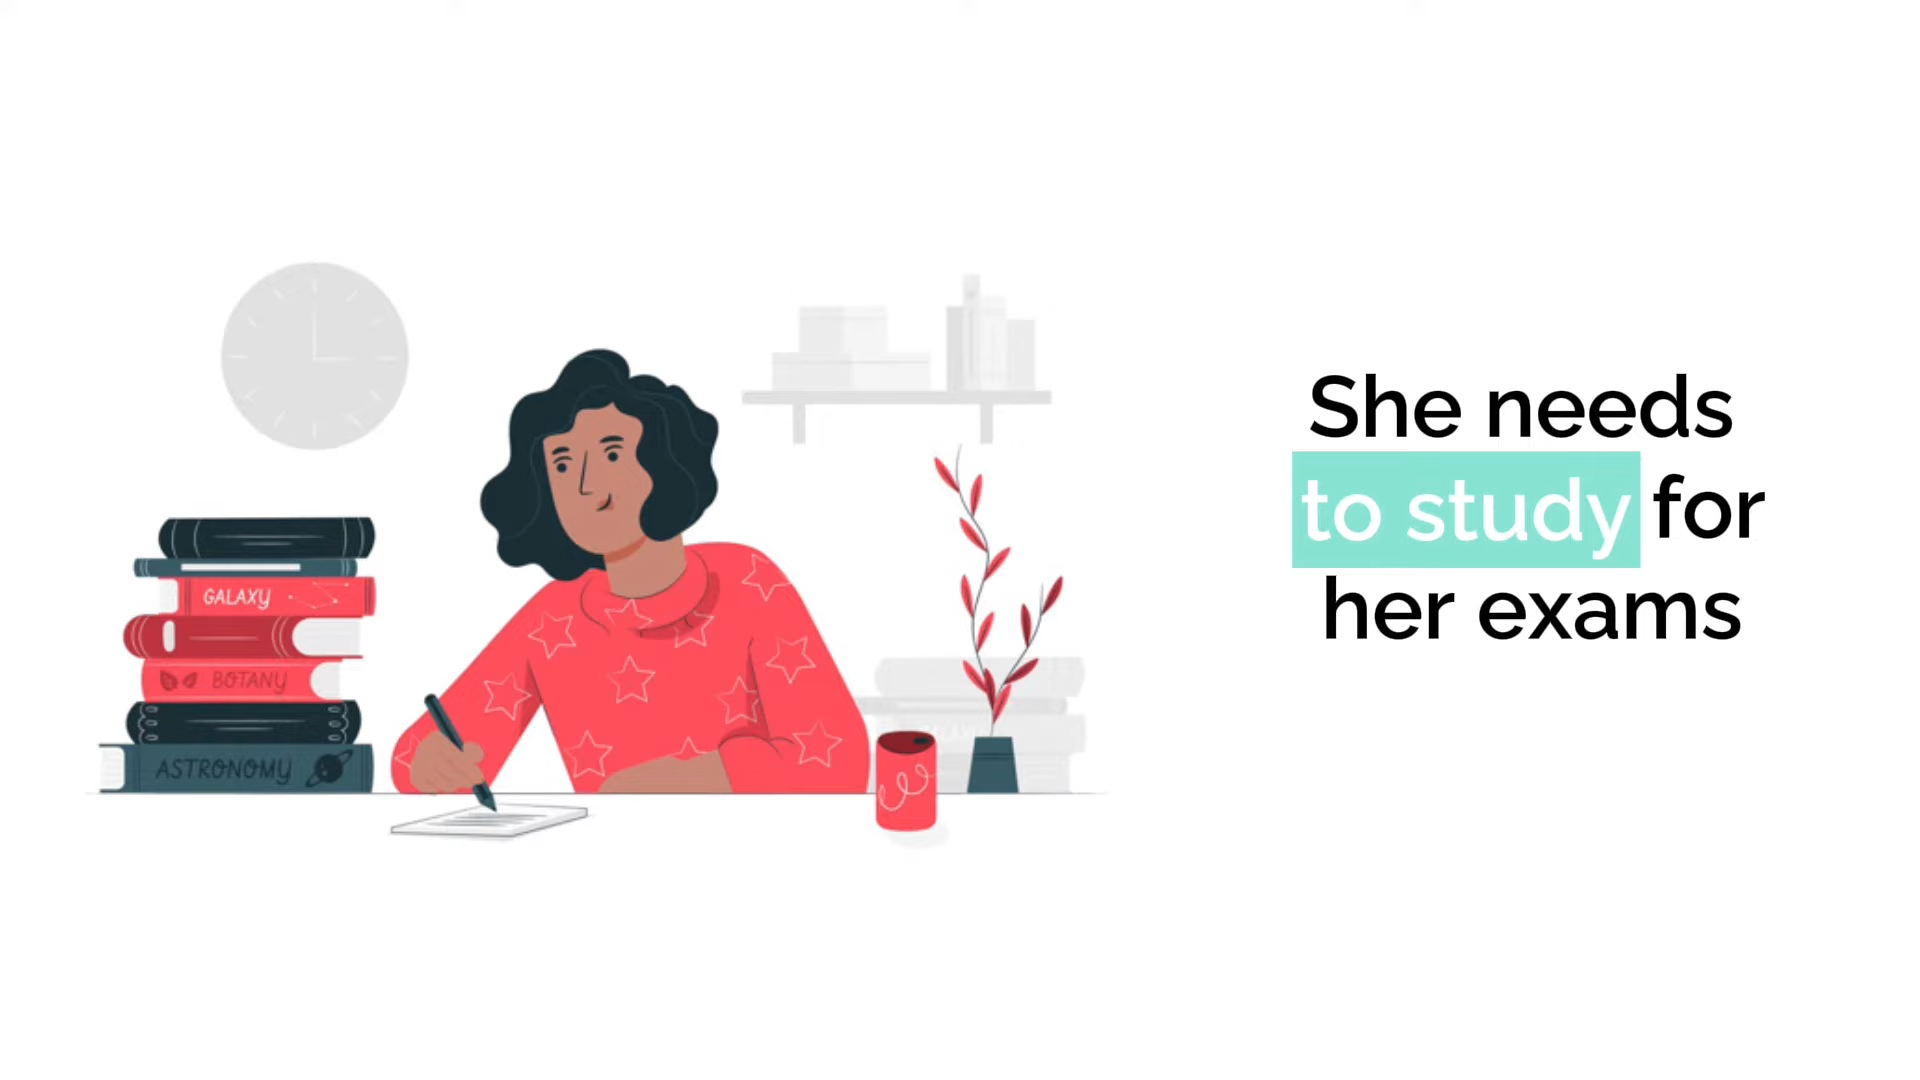 She needs
to study for
her exams
GALAXY
BOTANY
ASTRONOMY